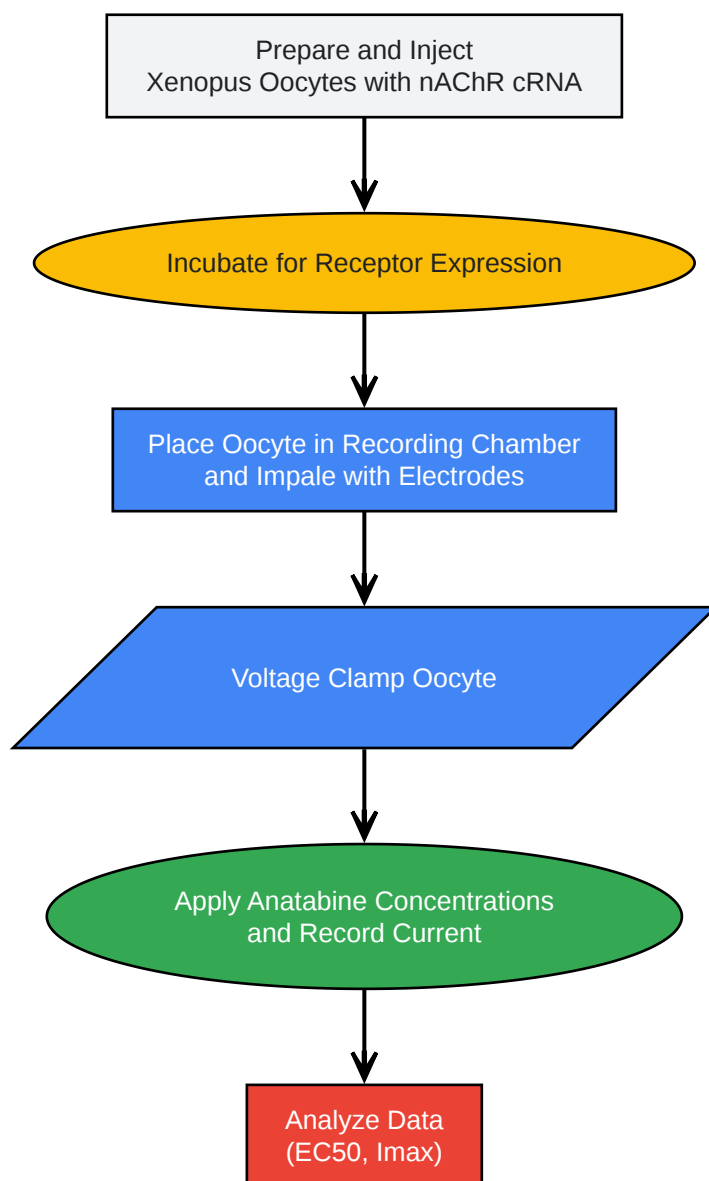 Prepare and Inject
Xenopus Oocytes with nAChR cRNA
Incubate for Receptor Expression
Place Oocyte in Recording Chamber
and Impale with Electrodes
Voltage Clamp Oocyte
Apply Anatabine Concentrations
and Record Current
Analyze Data
(EC50, Imax)